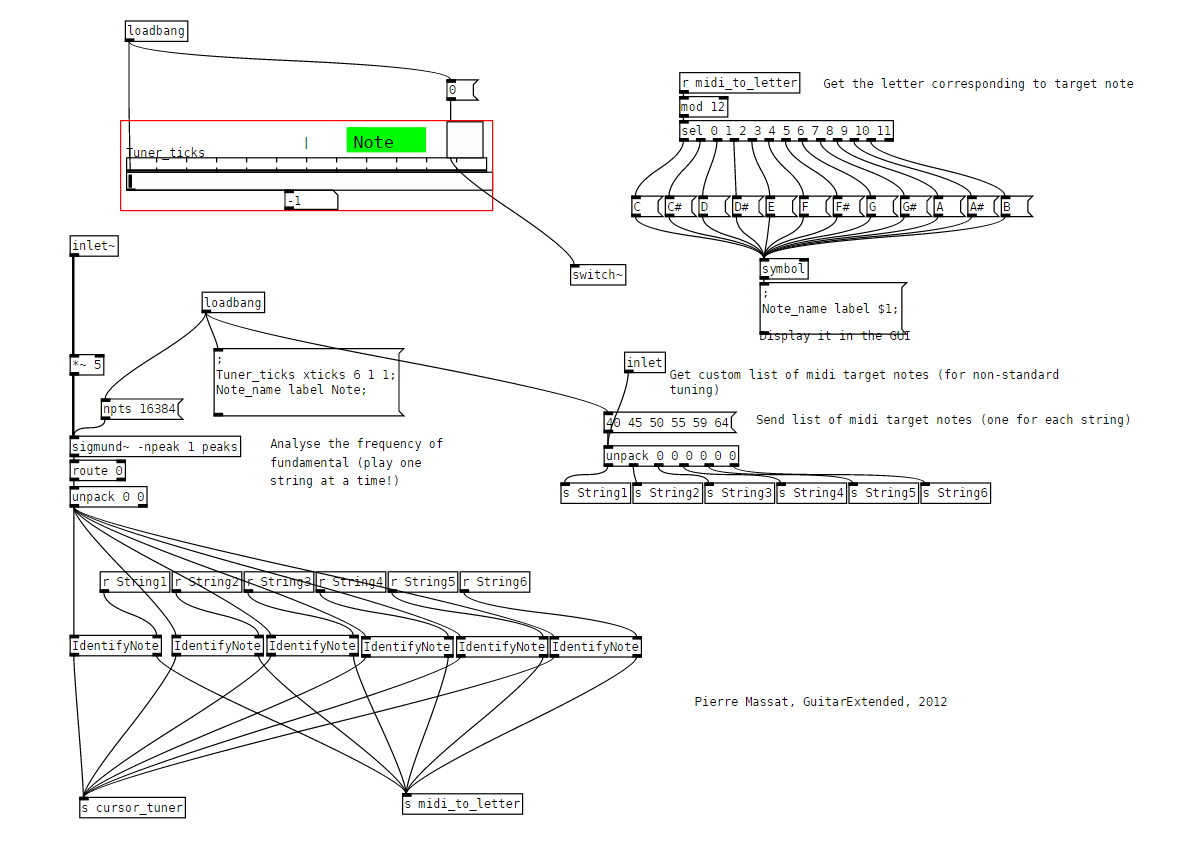 loadbang
0
Note
Tuner_ticks
-1
switch~
r midi_to_letter
Get the letter corresponding to target note
mod 12
sel 0 1 2 3 4 5 6 7 8 9 10 11
C C# D D# E F F# G G# A A# B
symbol
;
Note_name label $1;
Display it in the GUI
inlet~
loadbang
*~ 5
;
Tuner_ticks xticks 6 1 1;
Note_name label Note;
npts 16384
sigmund~ -npeak 1 peaks
Analyse the frequency of
fundamental (play one
string at a time!)
route 0
unpack 0 0
inlet
Get custom list of midi target notes (for non-standard
tuning)
40 45 50 55 59 64
Send list of midi target notes (one for each string)
unpack 0 0 0 0 0 0
s String1 s String2 s String3 s String4 s String5 s String6
r String1 r String2 r String3 r String4 r String5 r String6
IdentifyNote IdentifyNote IdentifyNote IdentifyNote IdentifyNote IdentifyNote
Pierre Massat, GuitarExtended, 2012
s cursor_tuner
s midi_to_letter